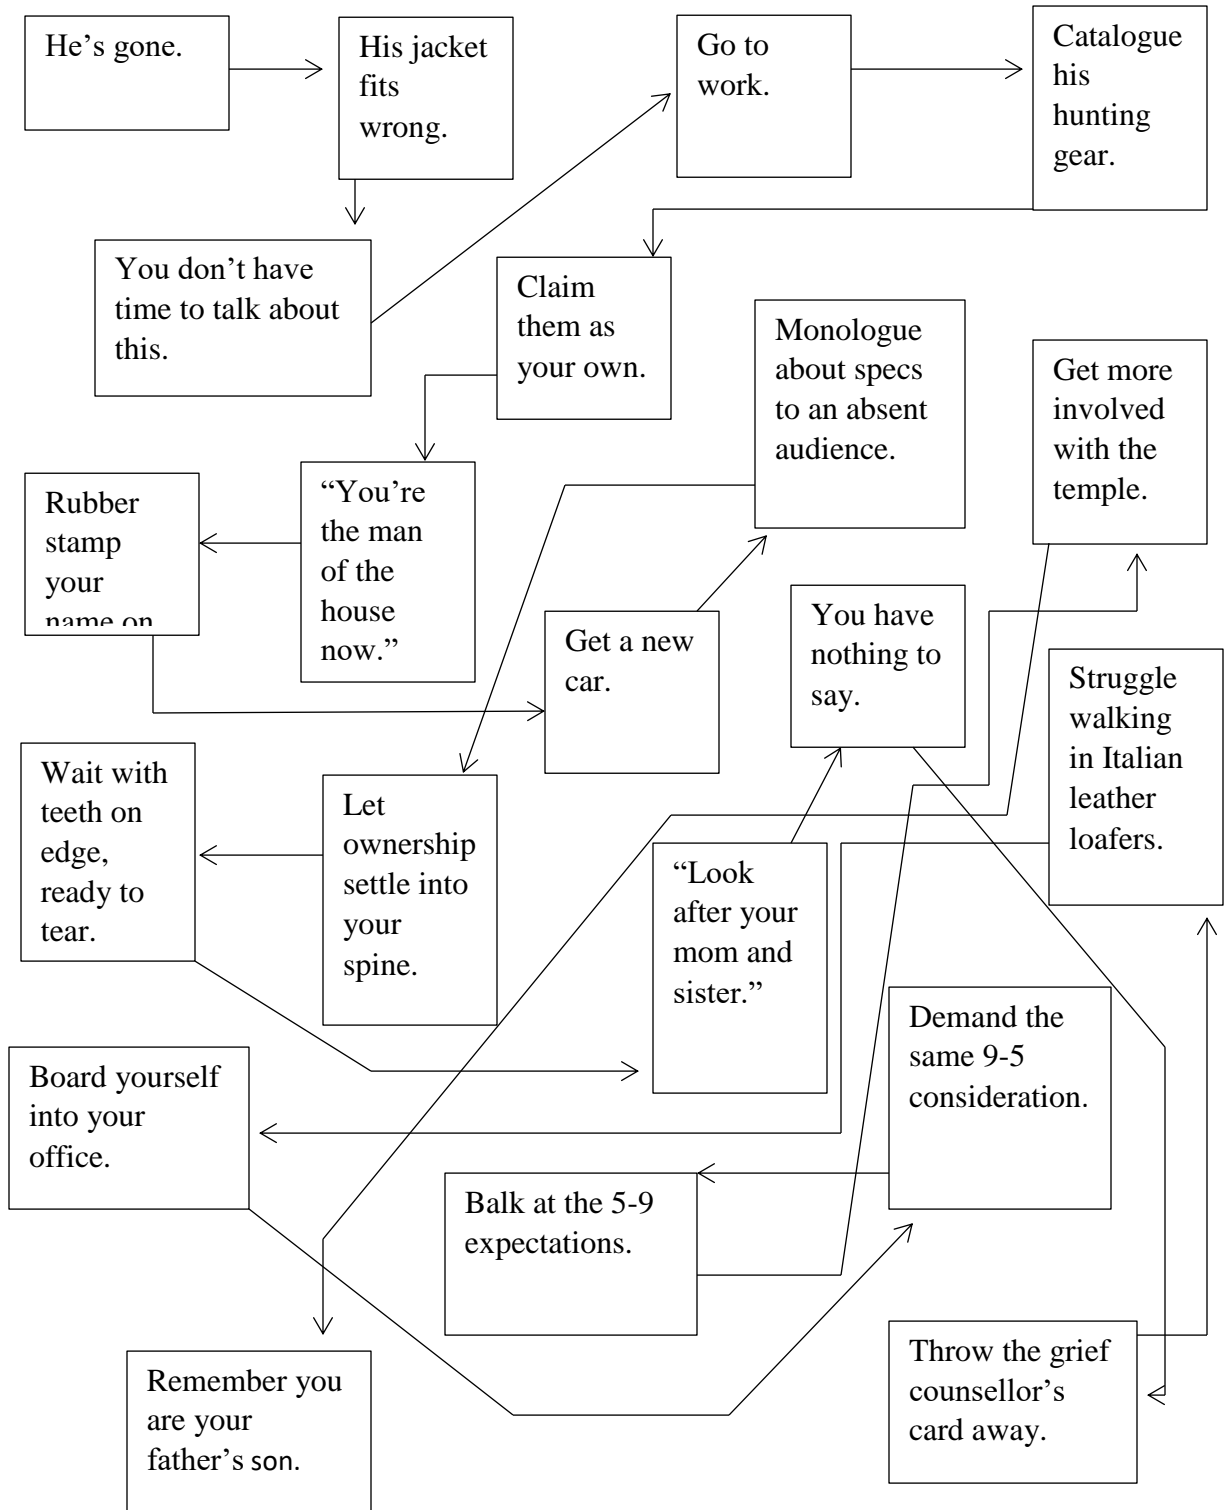 He’s gone.
His jacket
fits
wrong.
Go to
work.
Catalogue
his
hunting
gear.
You don’t have
time to talk about
this.
Claim
them as
your own.
Monologue
about specs
to an absent
audience.
Get more
involved
with the
temple.
Rubber
stamp
your
name on
“You’re
the man
of the
house
now.”
Get a new
car.
You have
nothing to
say.
Struggle
walking
in Italian
leather
loafers.
Wait with
teeth on
edge,
ready to
tear.
Let
ownership
settle into
your
spine.
“Look
after your
mom and
sister.”
Demand the
same 9-5
consideration.
Board yourself
into your
office.
Balk at the 5-9
expectations.
Remember you
are your
father’s son.
Throw the grief
counsellor’s
card away.